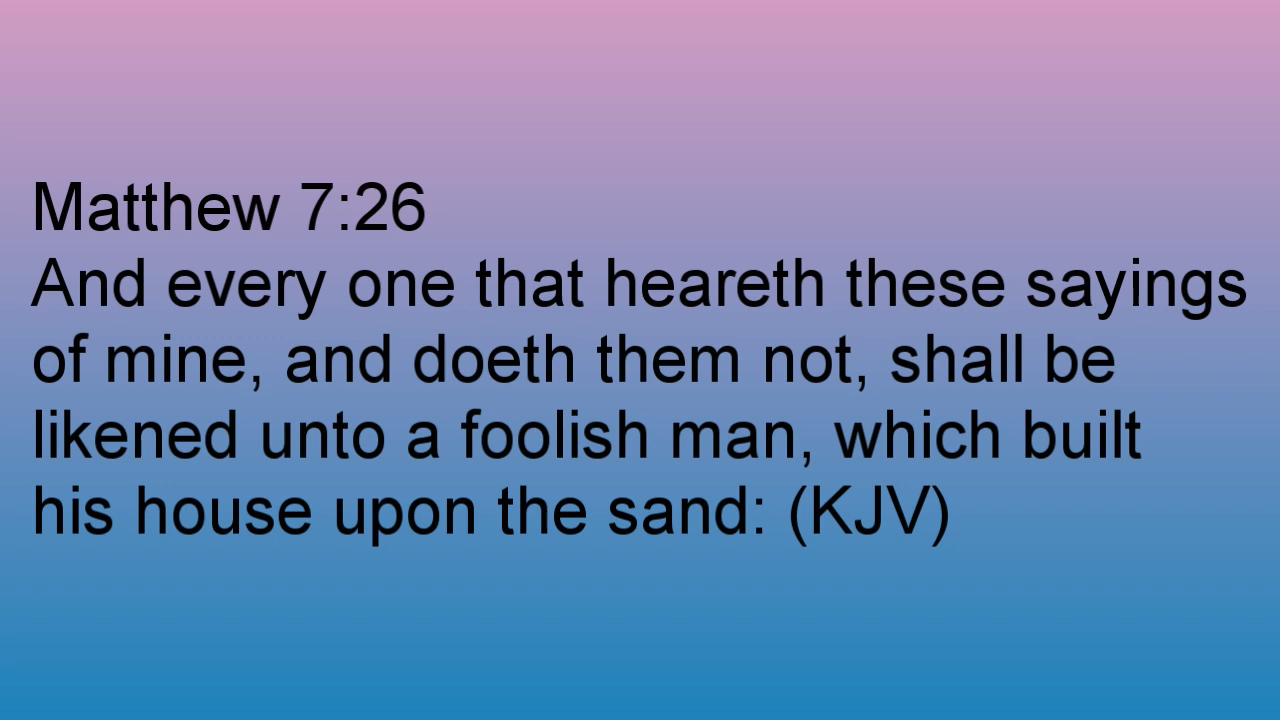 Matthew 7:26
And every one that heareth these sayings
of mine, and doeth them not, shall be
likened unto a foolish man, which built
his house upon the sand: (KJV)